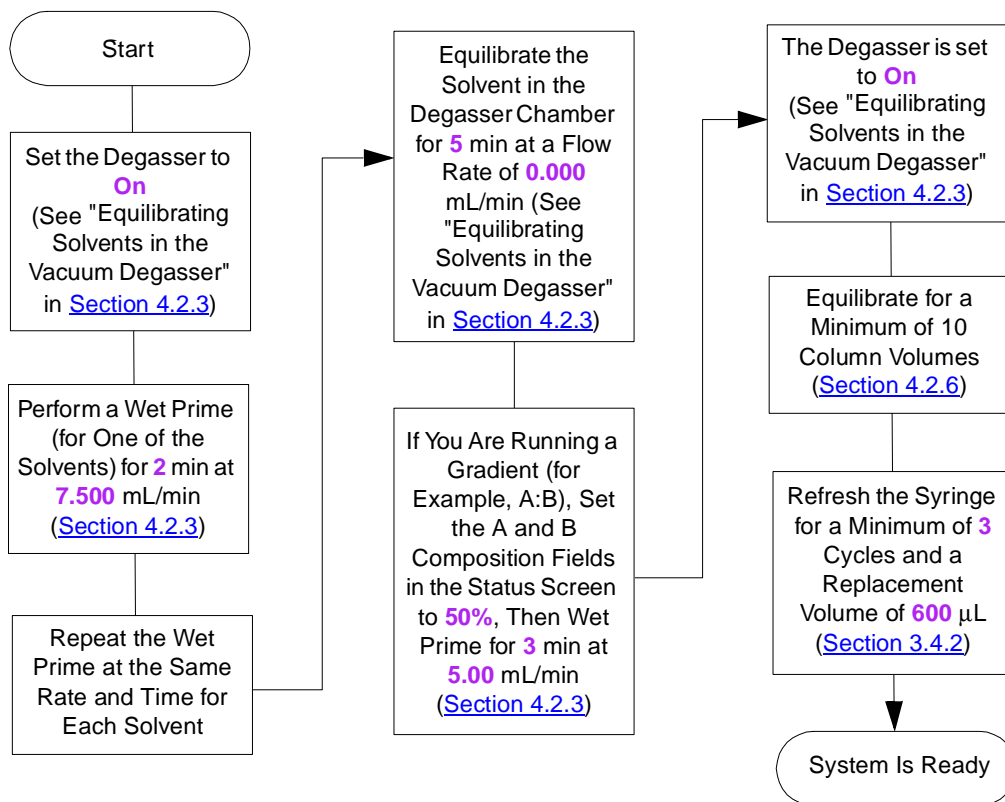 Start
Set the Degasser to
On
(See "Equilibrating
Solvents in the
Vacuum Degasser"
in Section 4.2.3)
Perform a Wet Prime
(for One of the
Solvents) for 2 min at
7.500 mL/min
(Section 4.2.3)
Repeat the Wet
Prime at the Same
Rate and Time for
Each Solvent
Equilibrate the
Solvent in the
Degasser Chamber
for 5 min at a Flow
Rate of 0.000
mL/min (See
"Equilibrating
Solvents in the
Vacuum Degasser"
in Section 4.2.3)
If You Are Running a
Gradient (for
Example, A:B), Set
the A and B
Composition Fields
in the Status Screen
to 50%, Then Wet
Prime for 3 min at
5.00 mL/min
(Section 4.2.3)
The Degasser is set
to On
(See "Equilibrating
Solvents in the
Vacuum Degasser"
in Section 4.2.3)
Equilibrate for a
Minimum of 10
Column Volumes
(Section 4.2.6)
Refresh the Syringe
for a Minimum of 3
Cycles and a
Replacement
Volume of 600 µL
(Section 3.4.2)
System Is Ready